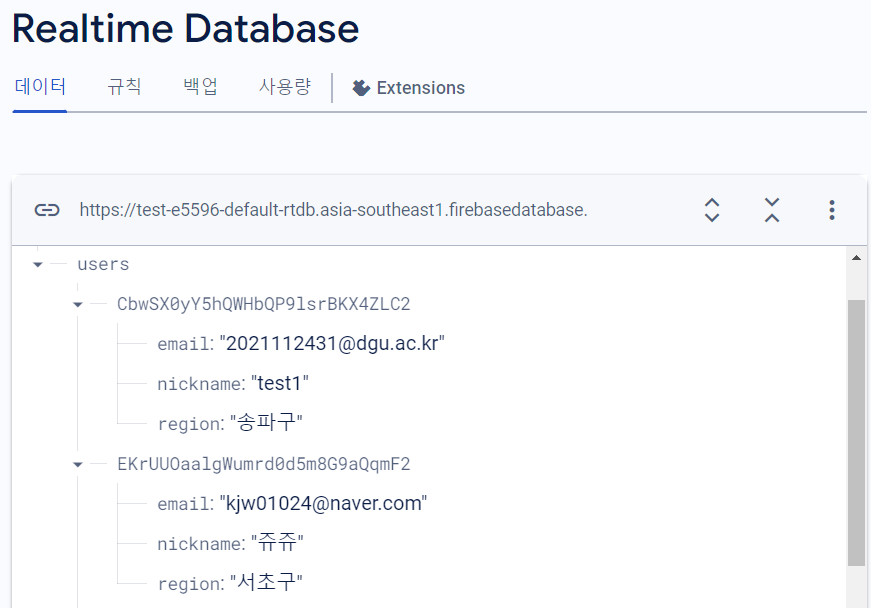 Realtime Database
데이터 규칙 백업 사용량 Extensions
https://test-e5596-default-rtdb.asia-southeast1.firebasedatabase.
users
CbwSX0yY5hQWHbQP9lsrBKX4ZLC2
email: "2021112431@dgu.ac.kr"
nickname: "test1"
region: "송파구"
EKrUUOaalgWumrd0d5m8G9aQqmF2
email: "kjw01024@naver.com"
nickname: "쥬쥬"
region: "서초구"